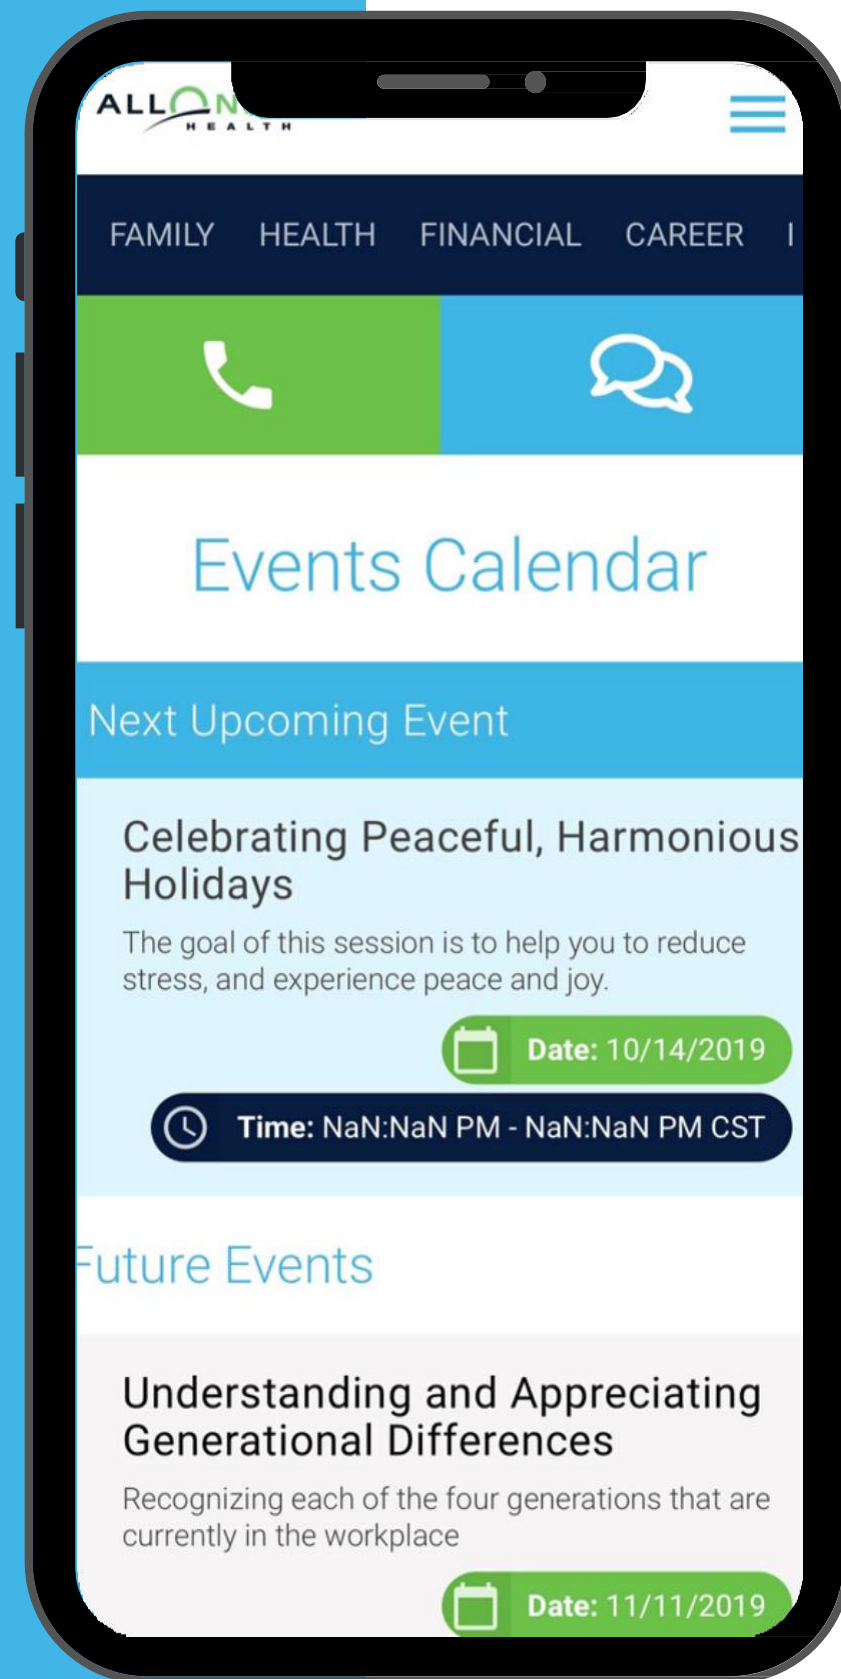 ALLON
HEALTH
FAMILY HEALTH FINANCIAL CAREER
Events Calendar
Next Upcoming Event
Celebrating Peaceful, Harmonious
Holidays
The goal of this session is to help you to reduce
stress, and experience peace and joy.
Date: 10/14/2019
Time: NaN:NaN PM - NaN:NaN PM CST
Future Events
Understanding and Appreciating
Generational Differences
Recognizing each of the four generations that are
currently in the workplace
Date: 11/11/2019